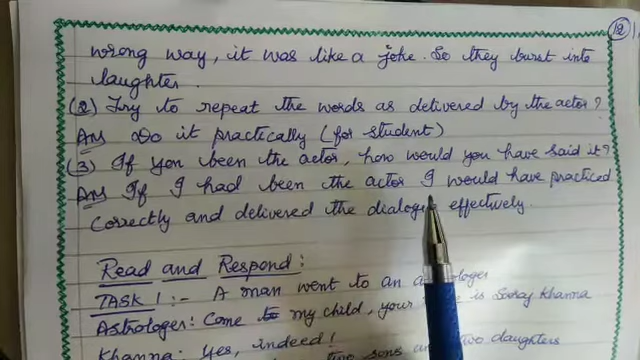 12
wrong way, it was like a joke. So they burst into
laughter.
(2) Try to repeat the words as delivered by the actor?
Ans Do it practically (for student)
(3) If you been the actor, how would you have said it?
Ans If I had been the actor I would have practiced
correctly and delivered the dialogue effectively.
Read and Respond:
TASK 1:- A man went to an
Astrologer: Come to my child, your is Sooraj Khanna
Khanna: Yes, indeed!
two sons and two daughters